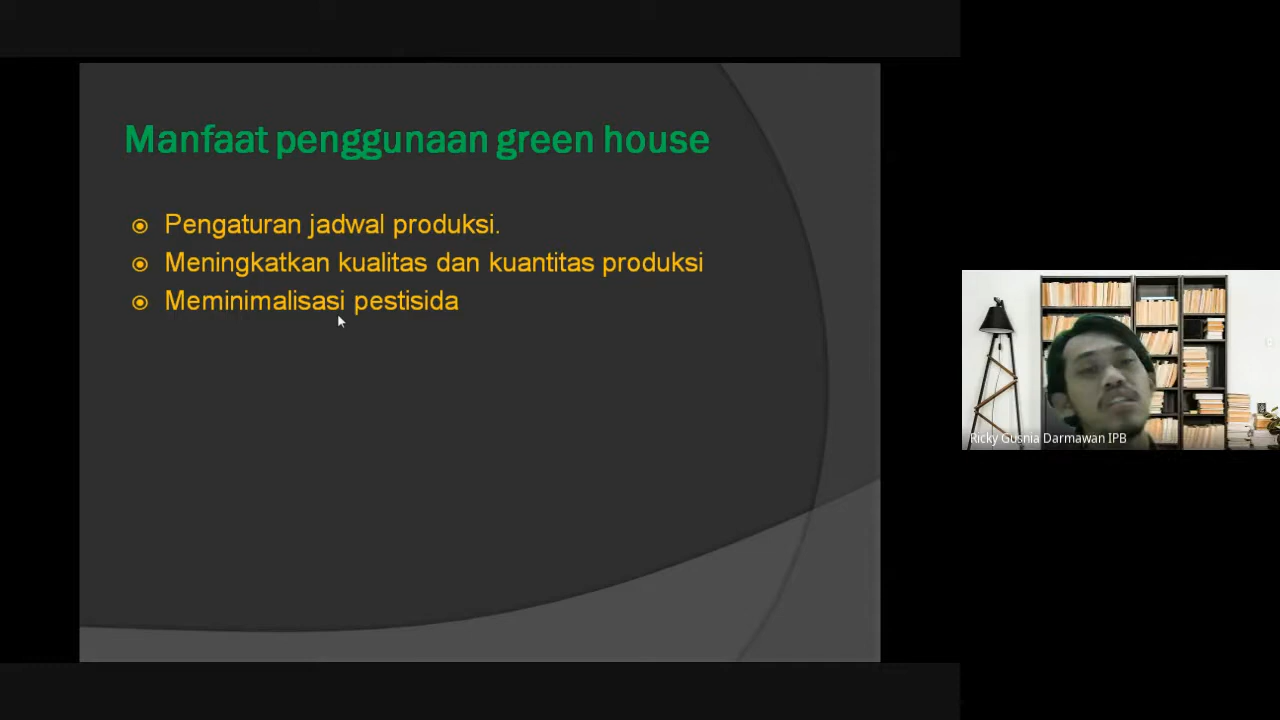 Manfaat penggunaan green house
Pengaturan jadwal produksi.
Meningkatkan kualitas dan kuantitas produksi
Meminimalisasi pestisida
Ricky Gusnia Darmawan IPB